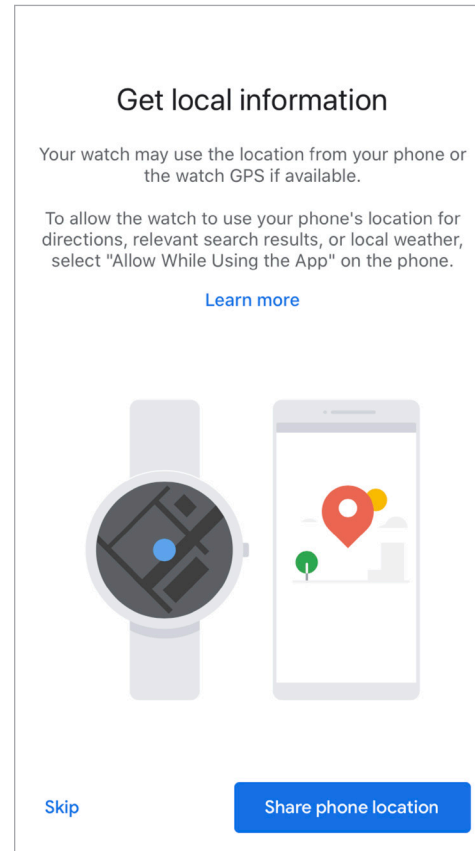 Get local information
Your watch may use the location from your phone or
the watch GPS if available.
To allow the watch to use your phone's location for
directions, relevant search results, or local weather,
select "Allow While Using the App" on the phone.
Learn more
Skip
Share phone location